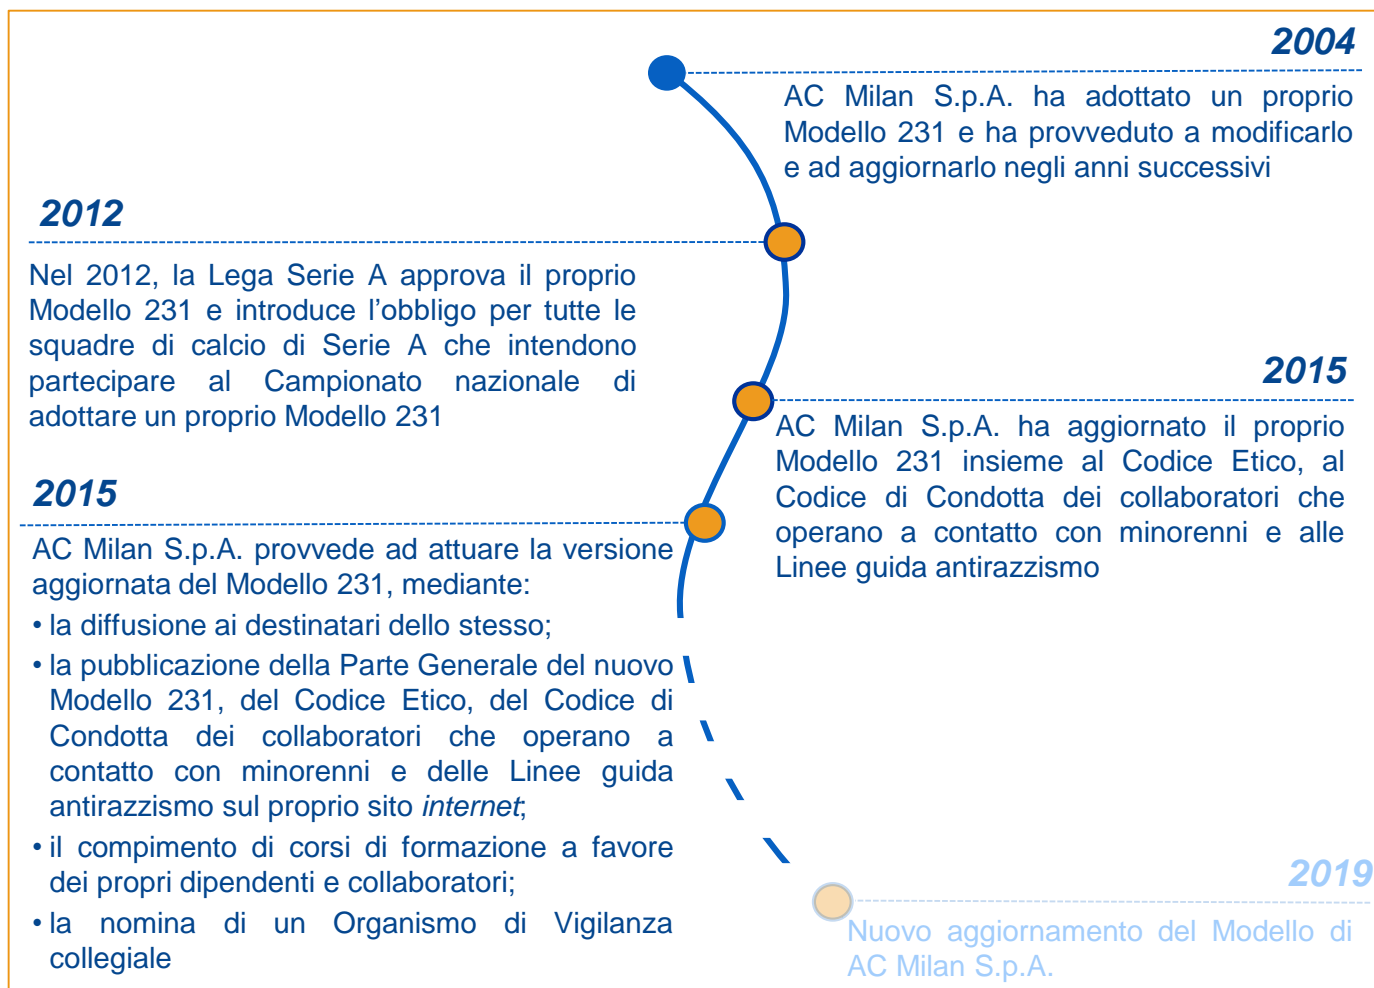 2004
AC Milan S.p.A. ha adottato un proprio
Modello 231 e ha provveduto a modificarlo
e ad aggiornarlo negli anni successivi
2012
Nel 2012, la Lega Serie A approva il proprio
Modello 231 e introduce l’obbligo per tutte le
squadre di calcio di Serie A che intendono
partecipare al Campionato nazionale di
adottare un proprio Modello 231
2015
AC Milan S.p.A. ha aggiornato il proprio
Modello 231 insieme al Codice Etico, al
Codice di Condotta dei collaboratori che
operano a contatto con minorenni e alle
Linee guida antirazzismo
2015
AC Milan S.p.A. provvede ad attuare la versione
aggiornata del Modello 231, mediante:
• la diffusione ai destinatari dello stesso;
• la pubblicazione della Parte Generale del nuovo
Modello 231, del Codice Etico, del Codice di
Condotta dei collaboratori che operano a
contatto con minorenni e delle Linee guida
antirazzismo sul proprio sito internet;
• il compimento di corsi di formazione a favore
dei propri dipendenti e collaboratori;
• la nomina di un Organismo di Vigilanza
collegiale
2019
Nuovo aggiornamento del Modello di
AC Milan S.p.A.